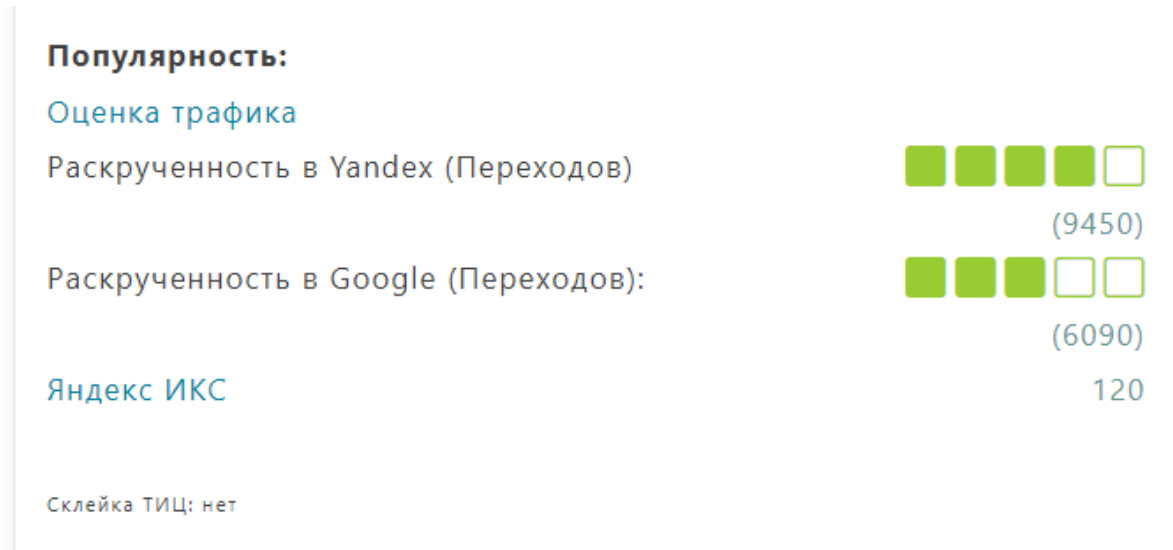 Популярность:
Оценка трафика
Раскрученность в Yandex (Переходов)
(9450)
Раскрученность в Google (Переходов):
(6090)
Яндекс ИКС 120
Склейка ТИЦ: нет